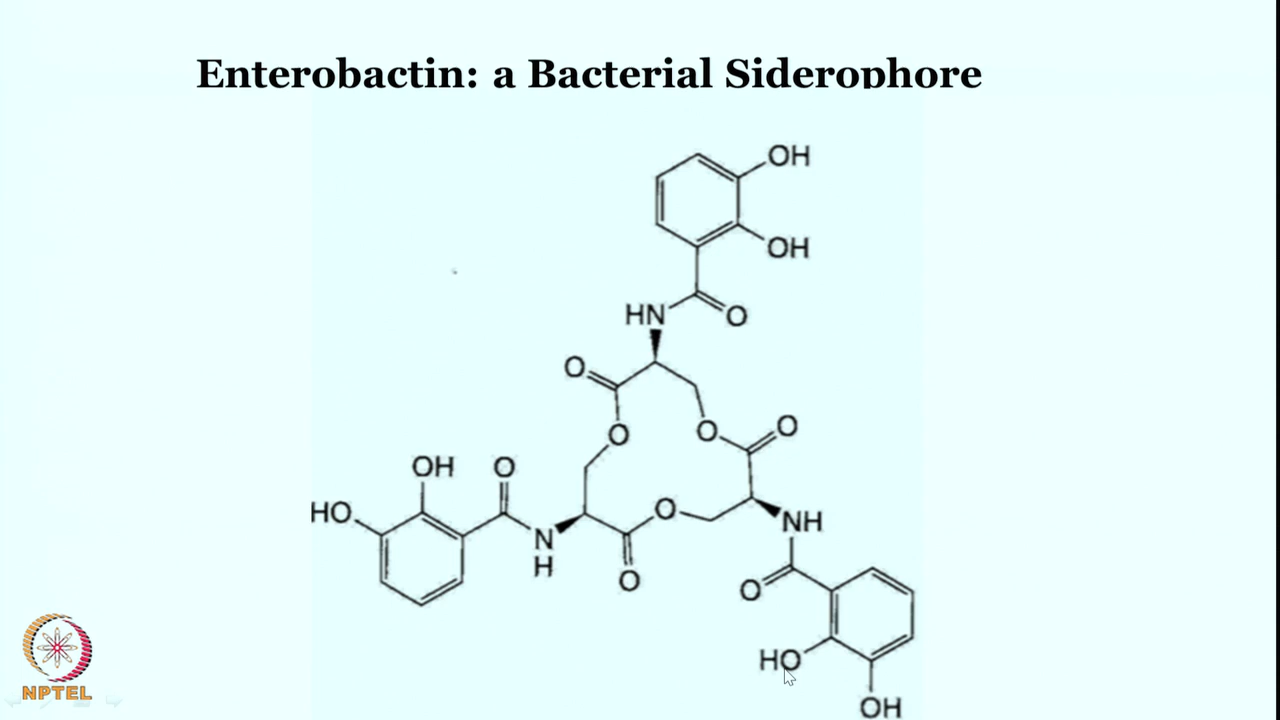 Enterobactin: a Bacterial Siderophore
OH
OH
HN
O
O
O
O
O
OH
O
HO
O
N
H
NH
O
O
HO
OH
NPTEL